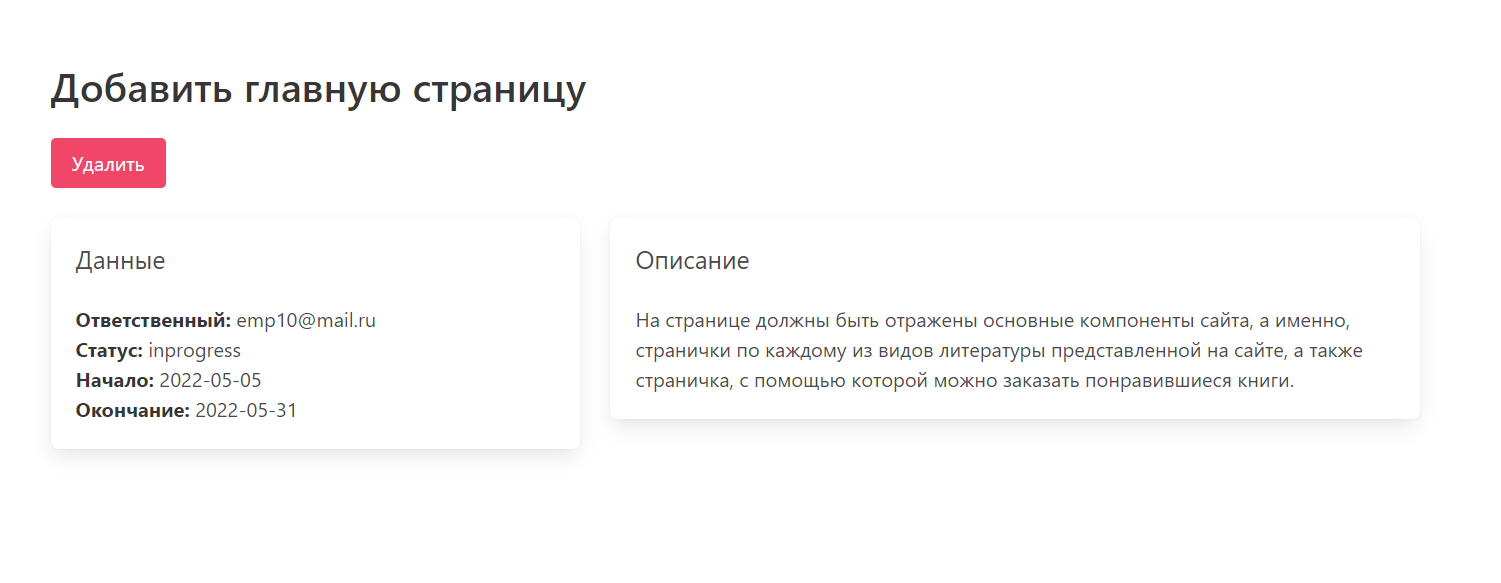 Добавить главную страницу
Удалить
Данные
Ответственный: emp10@mail.ru
Статус: inprogress
Начало: 2022-05-05
Окончание: 2022-05-31
Описание
На странице должны быть отражены основные компоненты сайта, а именно,
странички по каждому из видов литературы представленной на сайте, а также
страничка, с помощью которой можно заказать понравившиеся книги.